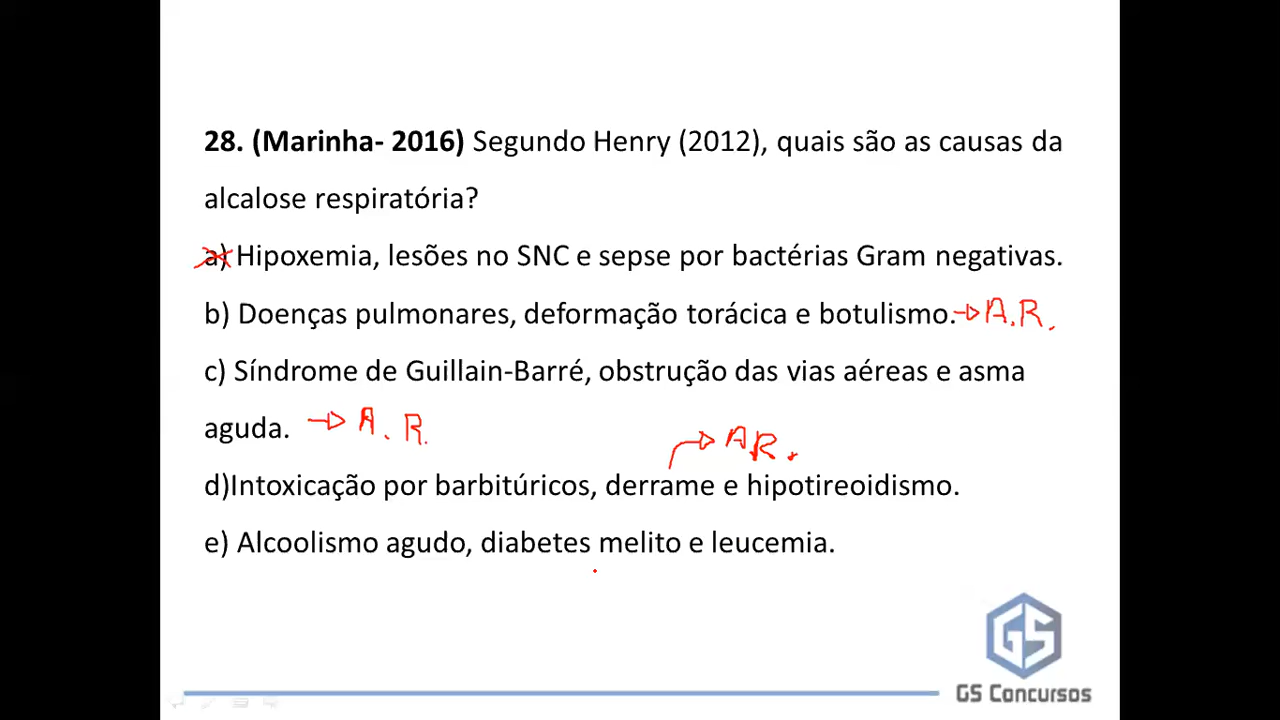 28. (Marinha- 2016) Segundo Henry (2012), quais são as causas da
alcalose respiratória?
a) Hipoxemia, lesões no SNC e sepse por bactérias Gram negativas.
b) Doenças pulmonares, deformação torácica e botulismo. → A.R.
c) Síndrome de Guillain-Barré, obstrução das vias aéreas e asma
aguda. → A.R.
→ A.R.
d)Intoxicação por barbitúricos, derrame e hipotireoidismo.
e) Alcoolismo agudo, diabetes melito e leucemia.
GS
GS Concursos